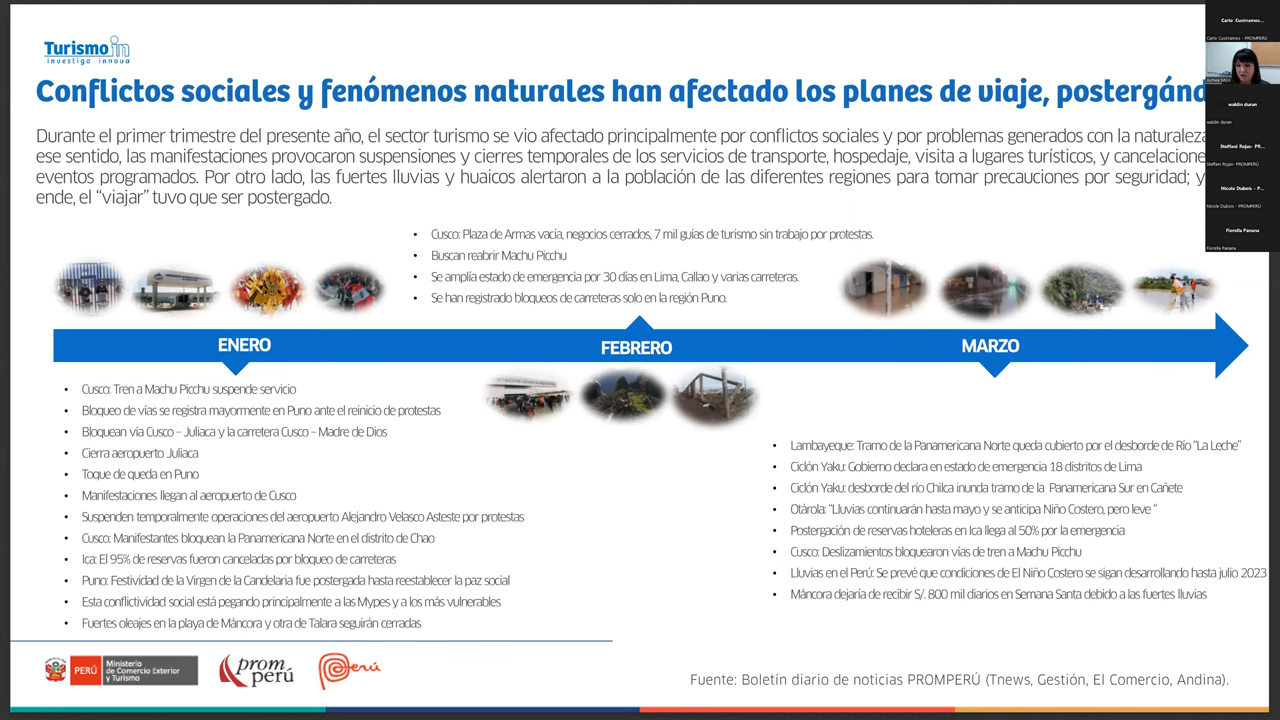 Turismo in
investiga innova
Conflictos sociales y fenómenos naturales han afectado los planes de viaje, postergánd
Durante el primer trimestre del presente año, el sector turismo se vio afectado principalmente por conflictos sociales y por problemas generados con la naturaleza
ese sentido, las manifestaciones provocaron suspensiones y cierres temporales de los servicios de transporte, hospedaje, visita a lugares turísticos, y cancelacione
eventos programados. Por otro lado, las fuertes lluvias y huaicos alertaron a la población de las diferentes regiones para tomar precauciones por seguridad; y
ende, el “viajar” tuvo que ser postergado.
• Cusco: Plaza de Armas vacía, negocios cerrados, 7 mil guías de turismo sin trabajo por protestas.
• Buscan reabrir Machu Picchu
• Se amplía estado de emergencia por 30 días en Lima, Callao y varias carreteras.
• Se han registrado bloqueos de carreteras solo en la región Puno.
ENERO
FEBRERO
MARZO
• Cusco: Tren a Machu Picchu suspende servicio
• Bloqueo de vías se registra mayormente en Puno ante el reinicio de protestas
• Bloquean vía Cusco – Juliaca y la carretera Cusco – Madre de Dios
• Cierra aeropuerto Juliaca
• Toque de queda en Puno
• Manifestaciones llegan al aeropuerto de Cusco
• Suspenden temporalmente operaciones del aeropuerto Alejandro Velasco Asteste por protestas
• Cusco: Manifestantes bloquean la Panamericana Norte en el distrito de Chao
• Ica: El 95% de reservas fueron canceladas por bloqueo de carreteras
• Puno: Festividad de la Virgen de la Candelaria fue postergada hasta reestablecer la paz social
• Esta conflictividad social está pegando principalmente a las Mypes y a los más vulnerables
• Fuertes oleajes en la playa de Máncora y otra de Talara seguirán cerradas
• Lambayeque: Tramo de la Panamericana Norte queda cubierto por el desborde de Río “La Leche”
• Ciclón Yaku: Gobierno declara en estado de emergencia 18 distritos de Lima
• Ciclón Yaku: desborde del río Chilca inunda tramo de la Panamericana Sur en Cañete
• Otárola: “Lluvias continuarán hasta mayo y se anticipa Niño Costero, pero leve “
• Postergación de reservas hoteleras en Ica llega al 50% por la emergencia
• Cusco: Deslizamientos bloquearon vías de tren a Machu Picchu
• Lluvias en el Perú: Se prevé que condiciones de El Niño Costero se sigan desarrollando hasta julio 2023
• Máncora dejaría de recibir S/. 800 mil diarios en Semana Santa debido a las fuertes lluvias
PERÚ
Ministerio
de Comercio Exterior
y Turismo
prom
perú
Perú
Fuente: Boletín diario de noticias PROMPERÚ (Tnews, Gestión, El Comercio, Andina).
Carlo Cusirramos...
Carlo Cusirramos - PROMPERÚ
waldin duran
waldin duran
Steffani Rojas- PR...
Steffani Rojas- PROMPERÚ
Nicole Dubois - P...
Nicole Dubois - PROMPERÚ
Fiorella Panana
Fiorella Panana